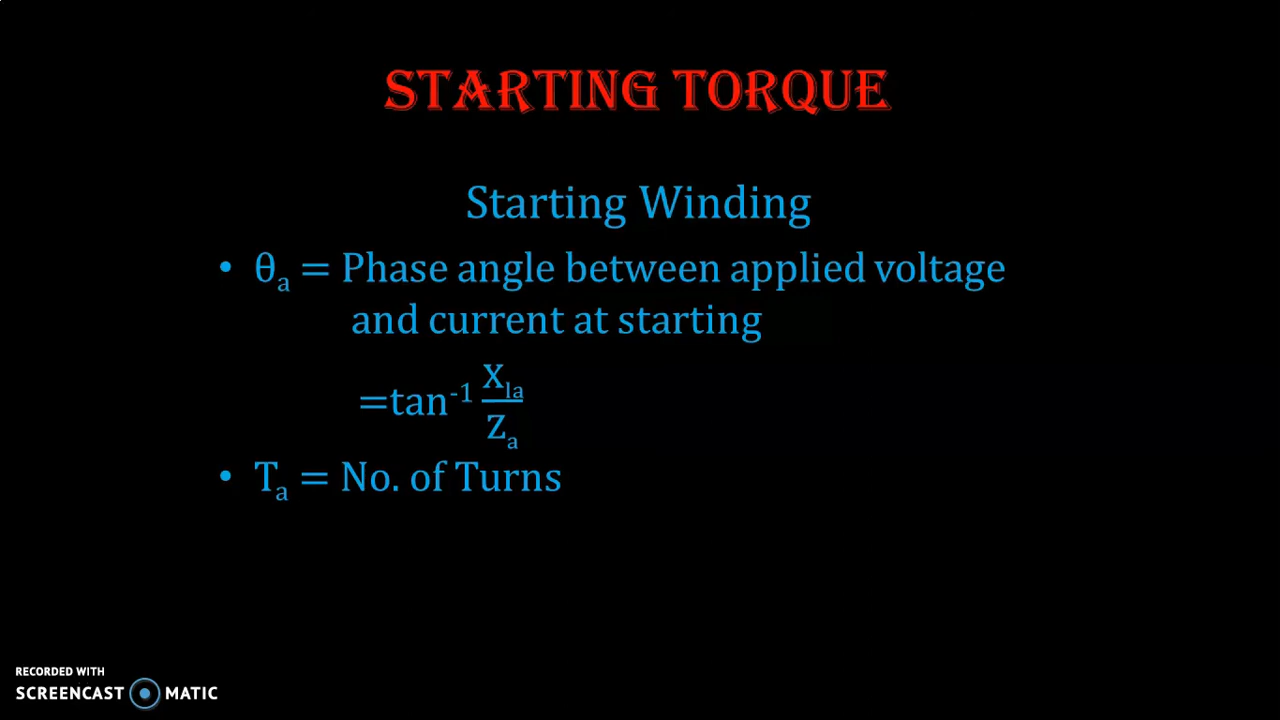 STARTING TORQUE
Starting Winding
• θₐ = Phase angle between applied voltage
and current at starting
=tan⁻¹ Xₗₐ/Zₐ
• Tₐ = No. of Turns
RECORDED WITH
SCREENCAST MATIC